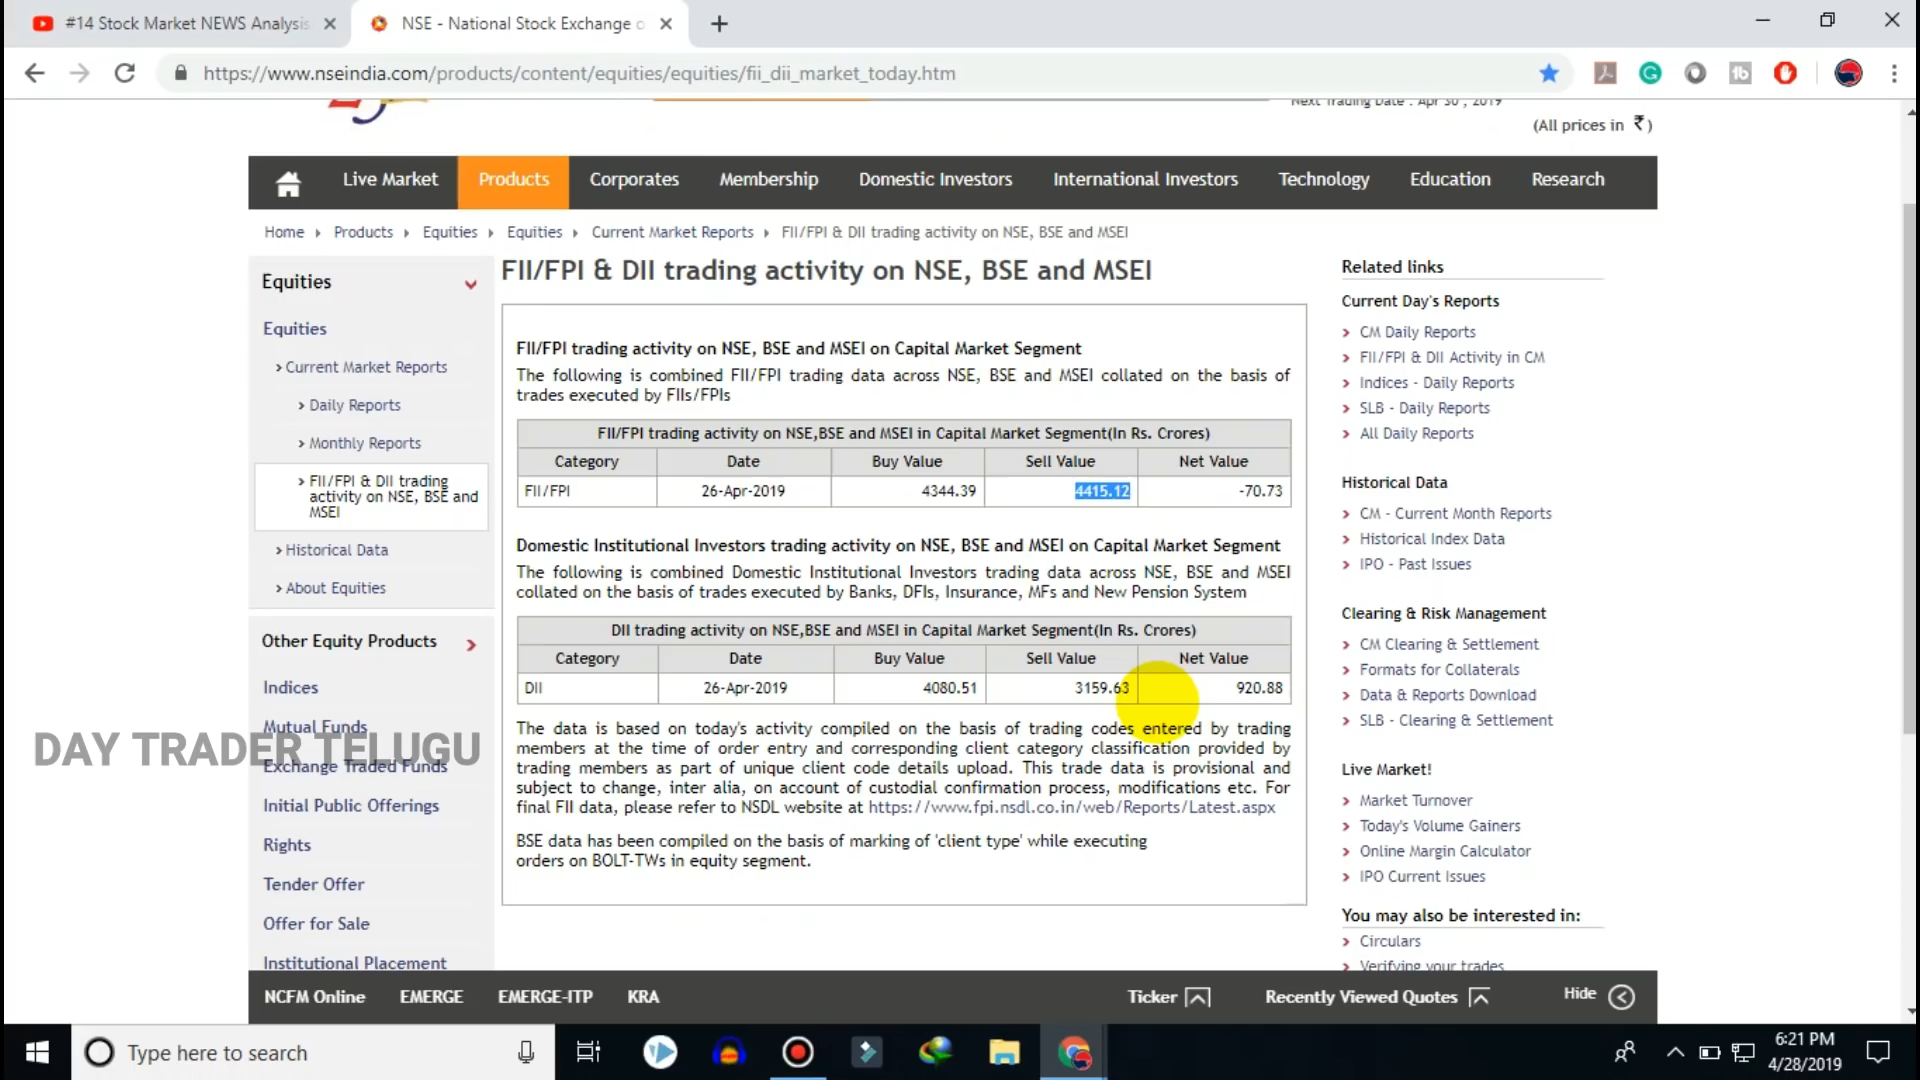 #14 Stock Market NEWS Analysis
NSE - National Stock Exchange o
https://www.nseindia.com/products/content/equities/equities/fii_dii_market_today.htm
Next Trading Date : Apr 30 , 2019
(All prices in ₹ )
Live Market
Products
Corporates
Membership
Domestic Investors
International Investors
Technology
Education
Research
Home
Products
Equities
Equities
Current Market Reports
FII/FPI & DII trading activity on NSE, BSE and MSEI
Equities
Equities
Current Market Reports
Daily Reports
Monthly Reports
FII/FPI & DII trading
activity on NSE, BSE and
MSEI
Historical Data
About Equities
Other Equity Products
Indices
Mutual Funds
Exchange Traded Funds
Initial Public Offerings
Rights
Tender Offer
Offer for Sale
Institutional Placement
DAY TRADER TELUGU
FII/FPI & DII trading activity on NSE, BSE and MSEI
FII/FPI trading activity on NSE, BSE and MSEI on Capital Market Segment
The following is combined FII/FPI trading data across NSE, BSE and MSEI collated on the basis of
trades executed by FIIs/FPIs
FII/FPI trading activity on NSE,BSE and MSEI in Capital Market Segment(In Rs. Crores)
Category Date Buy Value Sell Value Net Value
FII/FPI 26-Apr-2019 4344.39 4415.12 -70.73
Domestic Institutional Investors trading activity on NSE, BSE and MSEI on Capital Market Segment
The following is combined Domestic Institutional Investors trading data across NSE, BSE and MSEI
collated on the basis of trades executed by Banks, DFIs, Insurance, MFs and New Pension System
DII trading activity on NSE,BSE and MSEI in Capital Market Segment(In Rs. Crores)
Category Date Buy Value Sell Value Net Value
DII 26-Apr-2019 4080.51 3159.63 920.88
The data is based on today's activity compiled on the basis of trading codes entered by trading
members at the time of order entry and corresponding client category classification provided by
trading members as part of unique client code details upload. This trade data is provisional and
subject to change, inter alia, on account of custodial confirmation process, modifications etc. For
final FII data, please refer to NSDL website at https://www.fpi.nsdl.co.in/web/Reports/Latest.aspx
BSE data has been compiled on the basis of marking of 'client type' while executing
orders on BOLT-TWs in equity segment.
Related links
Current Day's Reports
CM Daily Reports
FII/FPI & DII Activity in CM
Indices - Daily Reports
SLB - Daily Reports
All Daily Reports
Historical Data
CM - Current Month Reports
Historical Index Data
IPO - Past Issues
Clearing & Risk Management
CM Clearing & Settlement
Formats for Collaterals
Data & Reports Download
SLB - Clearing & Settlement
Live Market!
Market Turnover
Today's Volume Gainers
Online Margin Calculator
IPO Current Issues
You may also be interested in:
Circulars
Verifying your trades
NCFM Online
EMERGE
EMERGE-ITP
KRA
Ticker
Recently Viewed Quotes
Hide
Type here to search
6:21 PM
4/28/2019